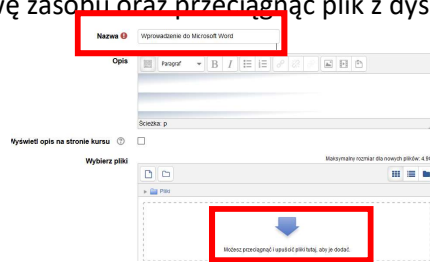 wę zasobu oraz przeciągnąć plik z dys
Nazwa
Wprowadzenie do Microsoft Word
Opis
Paragraf B I
Ścieżka: p
Wyświetl opis na stronie kursu
Wybierz pliki
Maksymalny rozmiar dla nowych plików: 4.9
Pliki
Możesz przeciągnąć i upuścić pliki tutaj, aby je dodać.